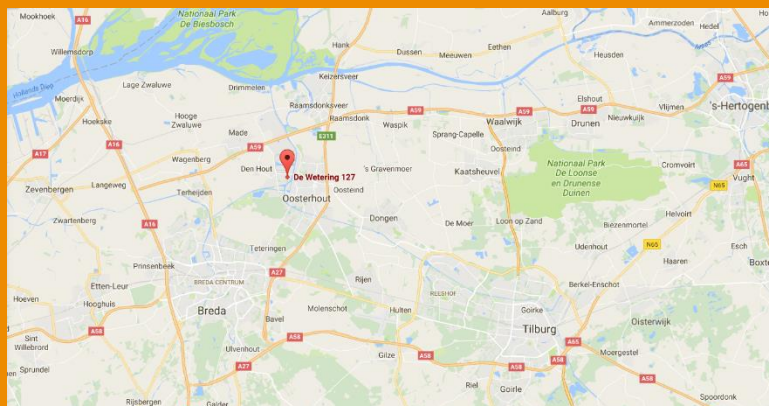 Mookhoek
A16
Nationaal Park
De Biesbosch
Aalburg
Ammerzoden
Hedel
Willemsdorp
Hank
Dussen
Meeuwen
Eethen
Heusden
A59
Lage Zwaluwe
Drimmelen
Keizersveer
Hollands Diep
Moerdijk
Raamsdonksveer
Raamsdonk
A59
Waalwijk
A59
Elshout
A59
Vlijmen
's-Hertogenb
Hoekske
Hooge
Zwaluwe
Made
Waspik
Sprang-Capelle
Drunen
Nieuwkuijk
A16
A59
E311
Oostend
A17
Wagenberg
Den Hout
's Gravenmoer
Kaatsheuvel
Nationaal Park
De Loonse
en Drunense
Duinen
Cromvoirt
A65
Vught
De Wetering 127
Zevenbergen
Langeweg
Terheijden
Oostend
N65
Oosterhout
Helvoirt
Zwartenberg
A16
Dongen
De Moer
Loon op Zand
Biezenmortel
Teteringen
Udenhout
N65
Esch
Haaren
Boxte
Prinsenbeek
A27
Rijen
Berkel-Enschot
Etten-Leur
BREDA CENTRUM
REESHOF
Hoeven
Hooghuis
Breda
Molenschot
Hulten
Goirke
Bavel
Tilburg
Oisterwijk
A58
A58
Sint
Willebrord
Ulvenhout
Gilze
A58
A65
Moergestel
A58
A58
Sprundel
A27
Riel
Goirle
A58
Rijsbergen
Galder
Spoordonk